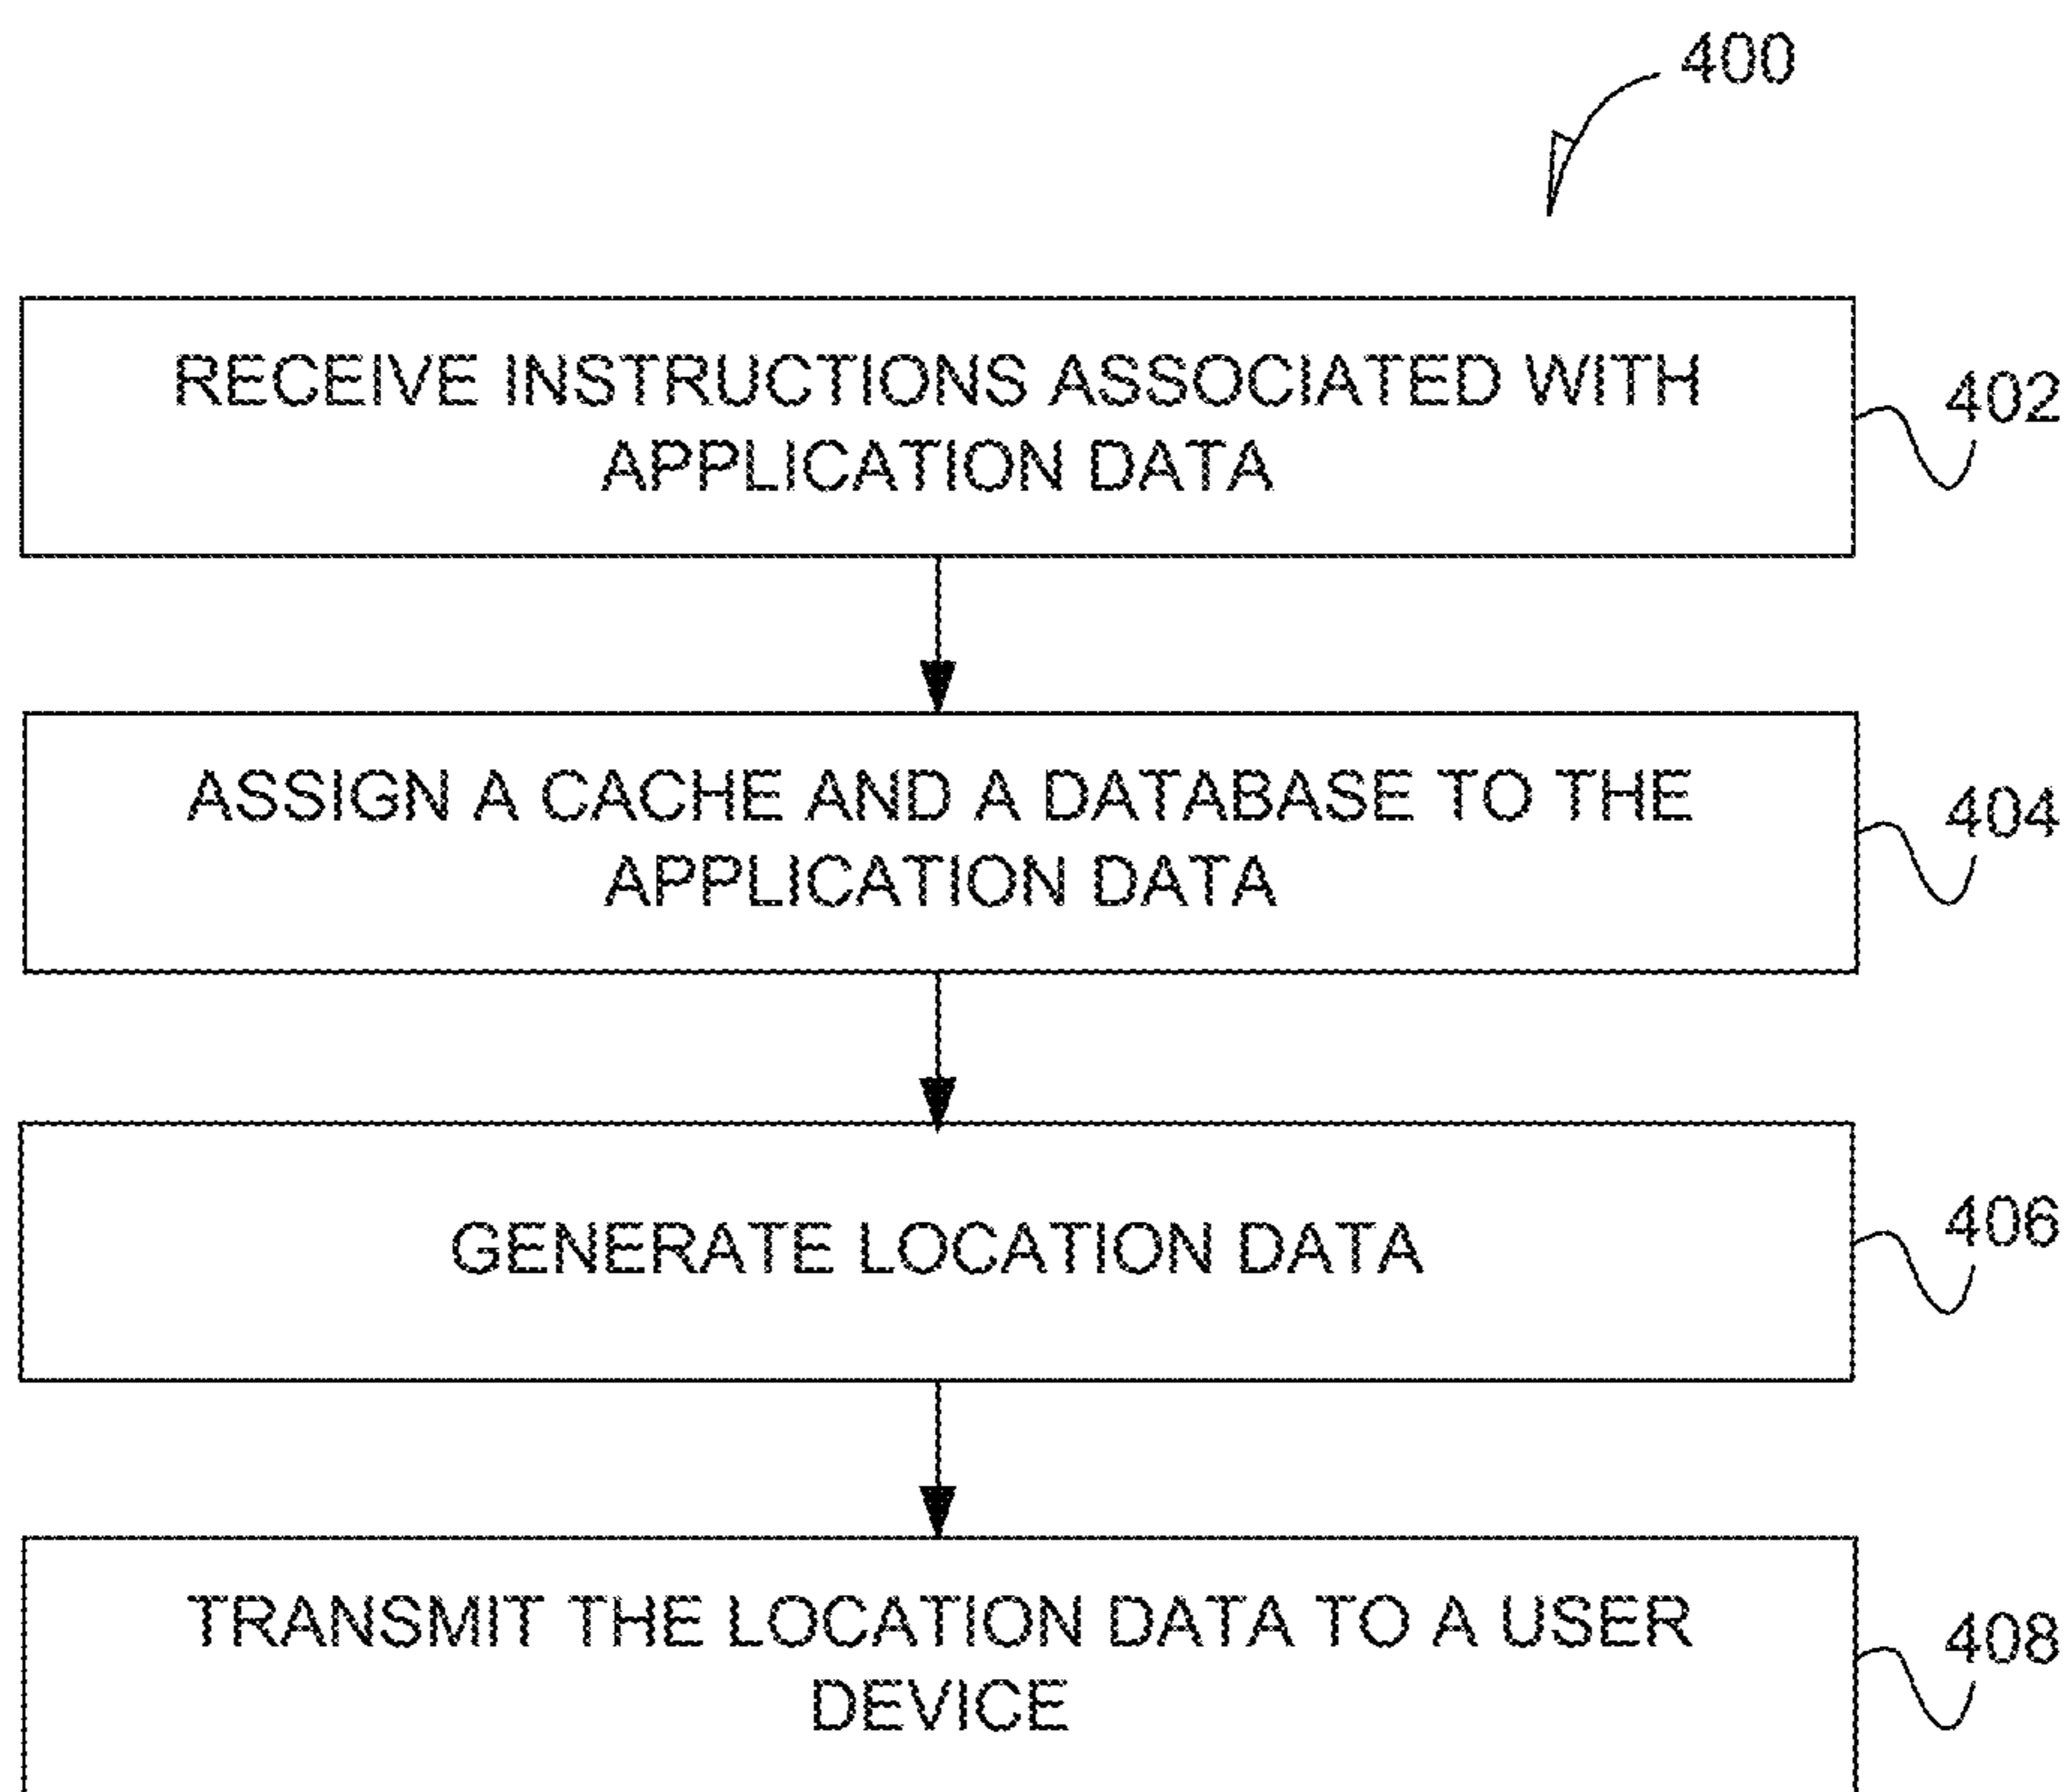 400
RECEIVE INSTRUCTIONS ASSOCIATED WITH
APPLICATION DATA
402
ASSIGN A CACHE AND A DATABASE TO THE
APPLICATION DATA
404
GENERATE LOCATION DATA
406
TRANSMIT THE LOCATION DATA TO A USER
DEVICE
408